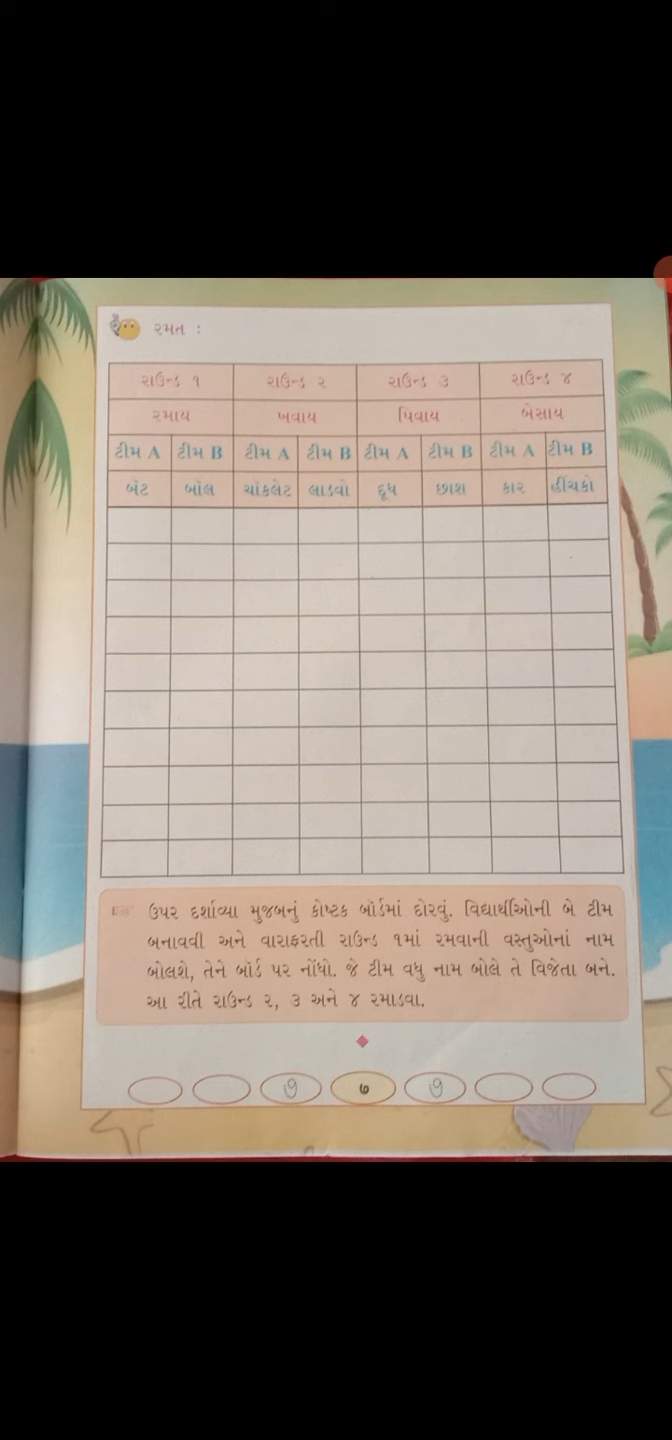 રમત :
રાઉન્ડ ૧ રાઉન્ડ ૨ રાઉન્ડ ૩ રાઉન્ડ ૪
રમાય ખવાય પિવાય બેસાય
ટીમ A ટીમ B ટીમ A ટીમ B ટીમ A ટીમ B ટીમ A ટીમ B
બૅટ બૉલ ચૉકલેટ લાડવો દૂધ છાશ કાર હીંચકો
ઉપર દર્શાવ્યા મુજબનું કોષ્ટક બૉર્ડમાં દોરવું. વિદ્યાર્થીઓની બે ટીમ
બનાવવી અને વારાફરતી રાઉન્ડ ૧માં રમવાની વસ્તુઓનાં નામ
બોલશે, તેને બૉર્ડ પર નોંધો. જે ટીમ વધુ નામ બોલે તે વિજેતા બને.
આ રીતે રાઉન્ડ ૨, ૩ અને ૪ રમાડવા.
૭ ૭ ૭